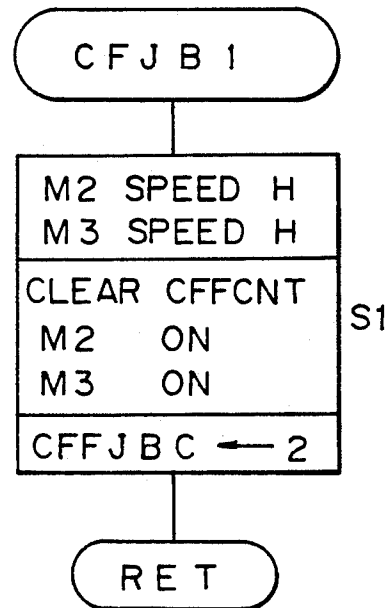 CFJB1
M2 SPEED H
M3 SPEED H
CLEAR CFFCNT
M2 ON
M3 ON
S1
CFFJBC ← 2
RET